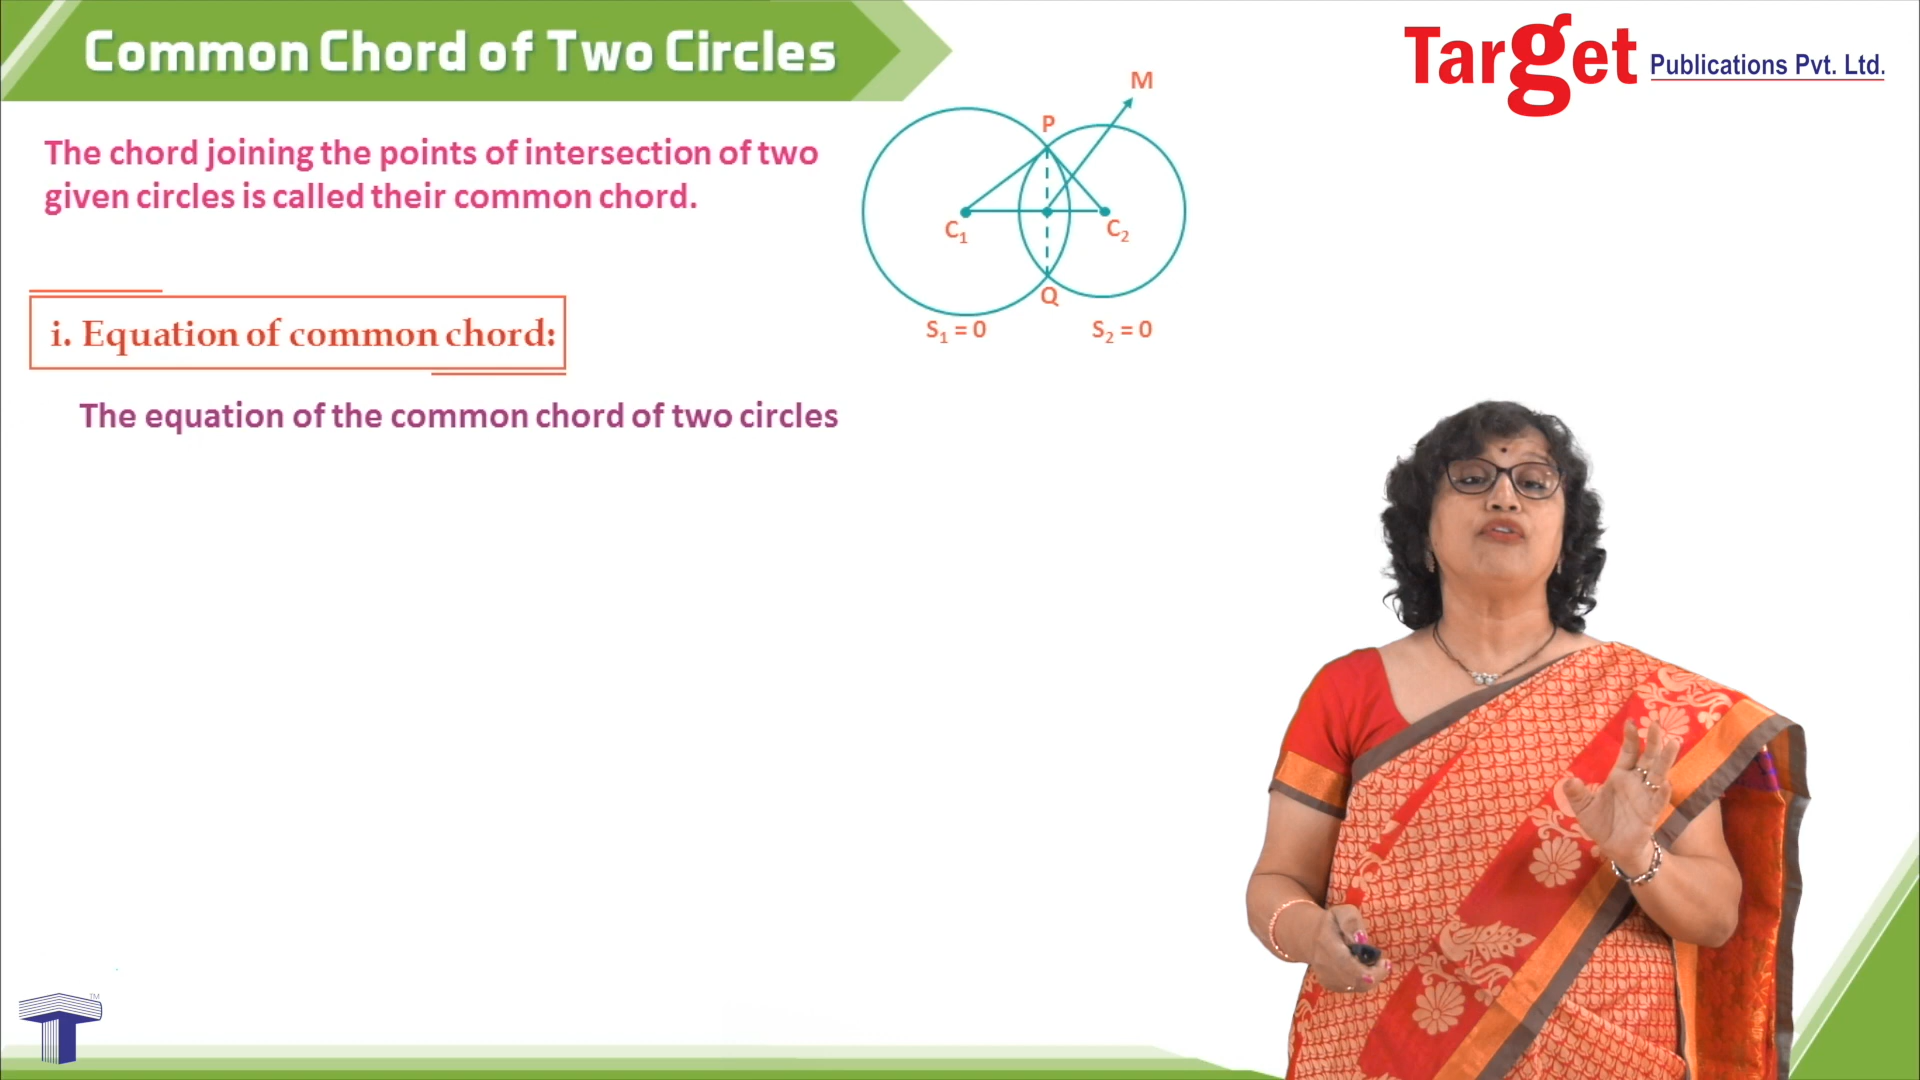 Common Chord of Two Circles
Target Publications Pvt. Ltd.
The chord joining the points of intersection of two
given circles is called their common chord.
M
P
C₁
C₂
Q
S₁ = 0
S₂ = 0
i. Equation of common chord:
The equation of the common chord of two circles
T
TM